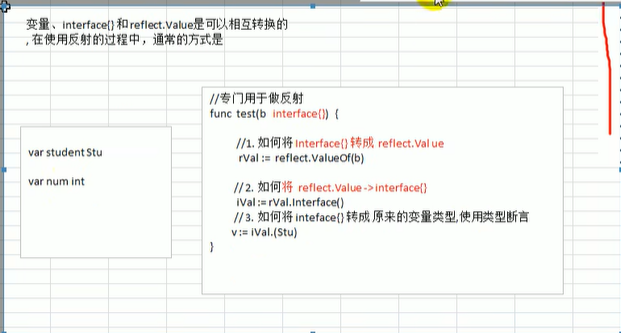 变量、interface{} 和 reflect.Value是可以相互转换的
, 在使用反射的过程中，通常的方式是
var student Stu
var num int
//专门用于做反射
func test(b interface{}) {
//1. 如何将Interface{} 转成 reflect.Value
rVal := reflect.ValueOf(b)
//2. 如何将 reflect.Value ->interface{}
iVal := rVal.Interface()
//3. 如何将 inteface{} 转成原来的变量类型,使用类型断言
v := iVal.(Stu)
}